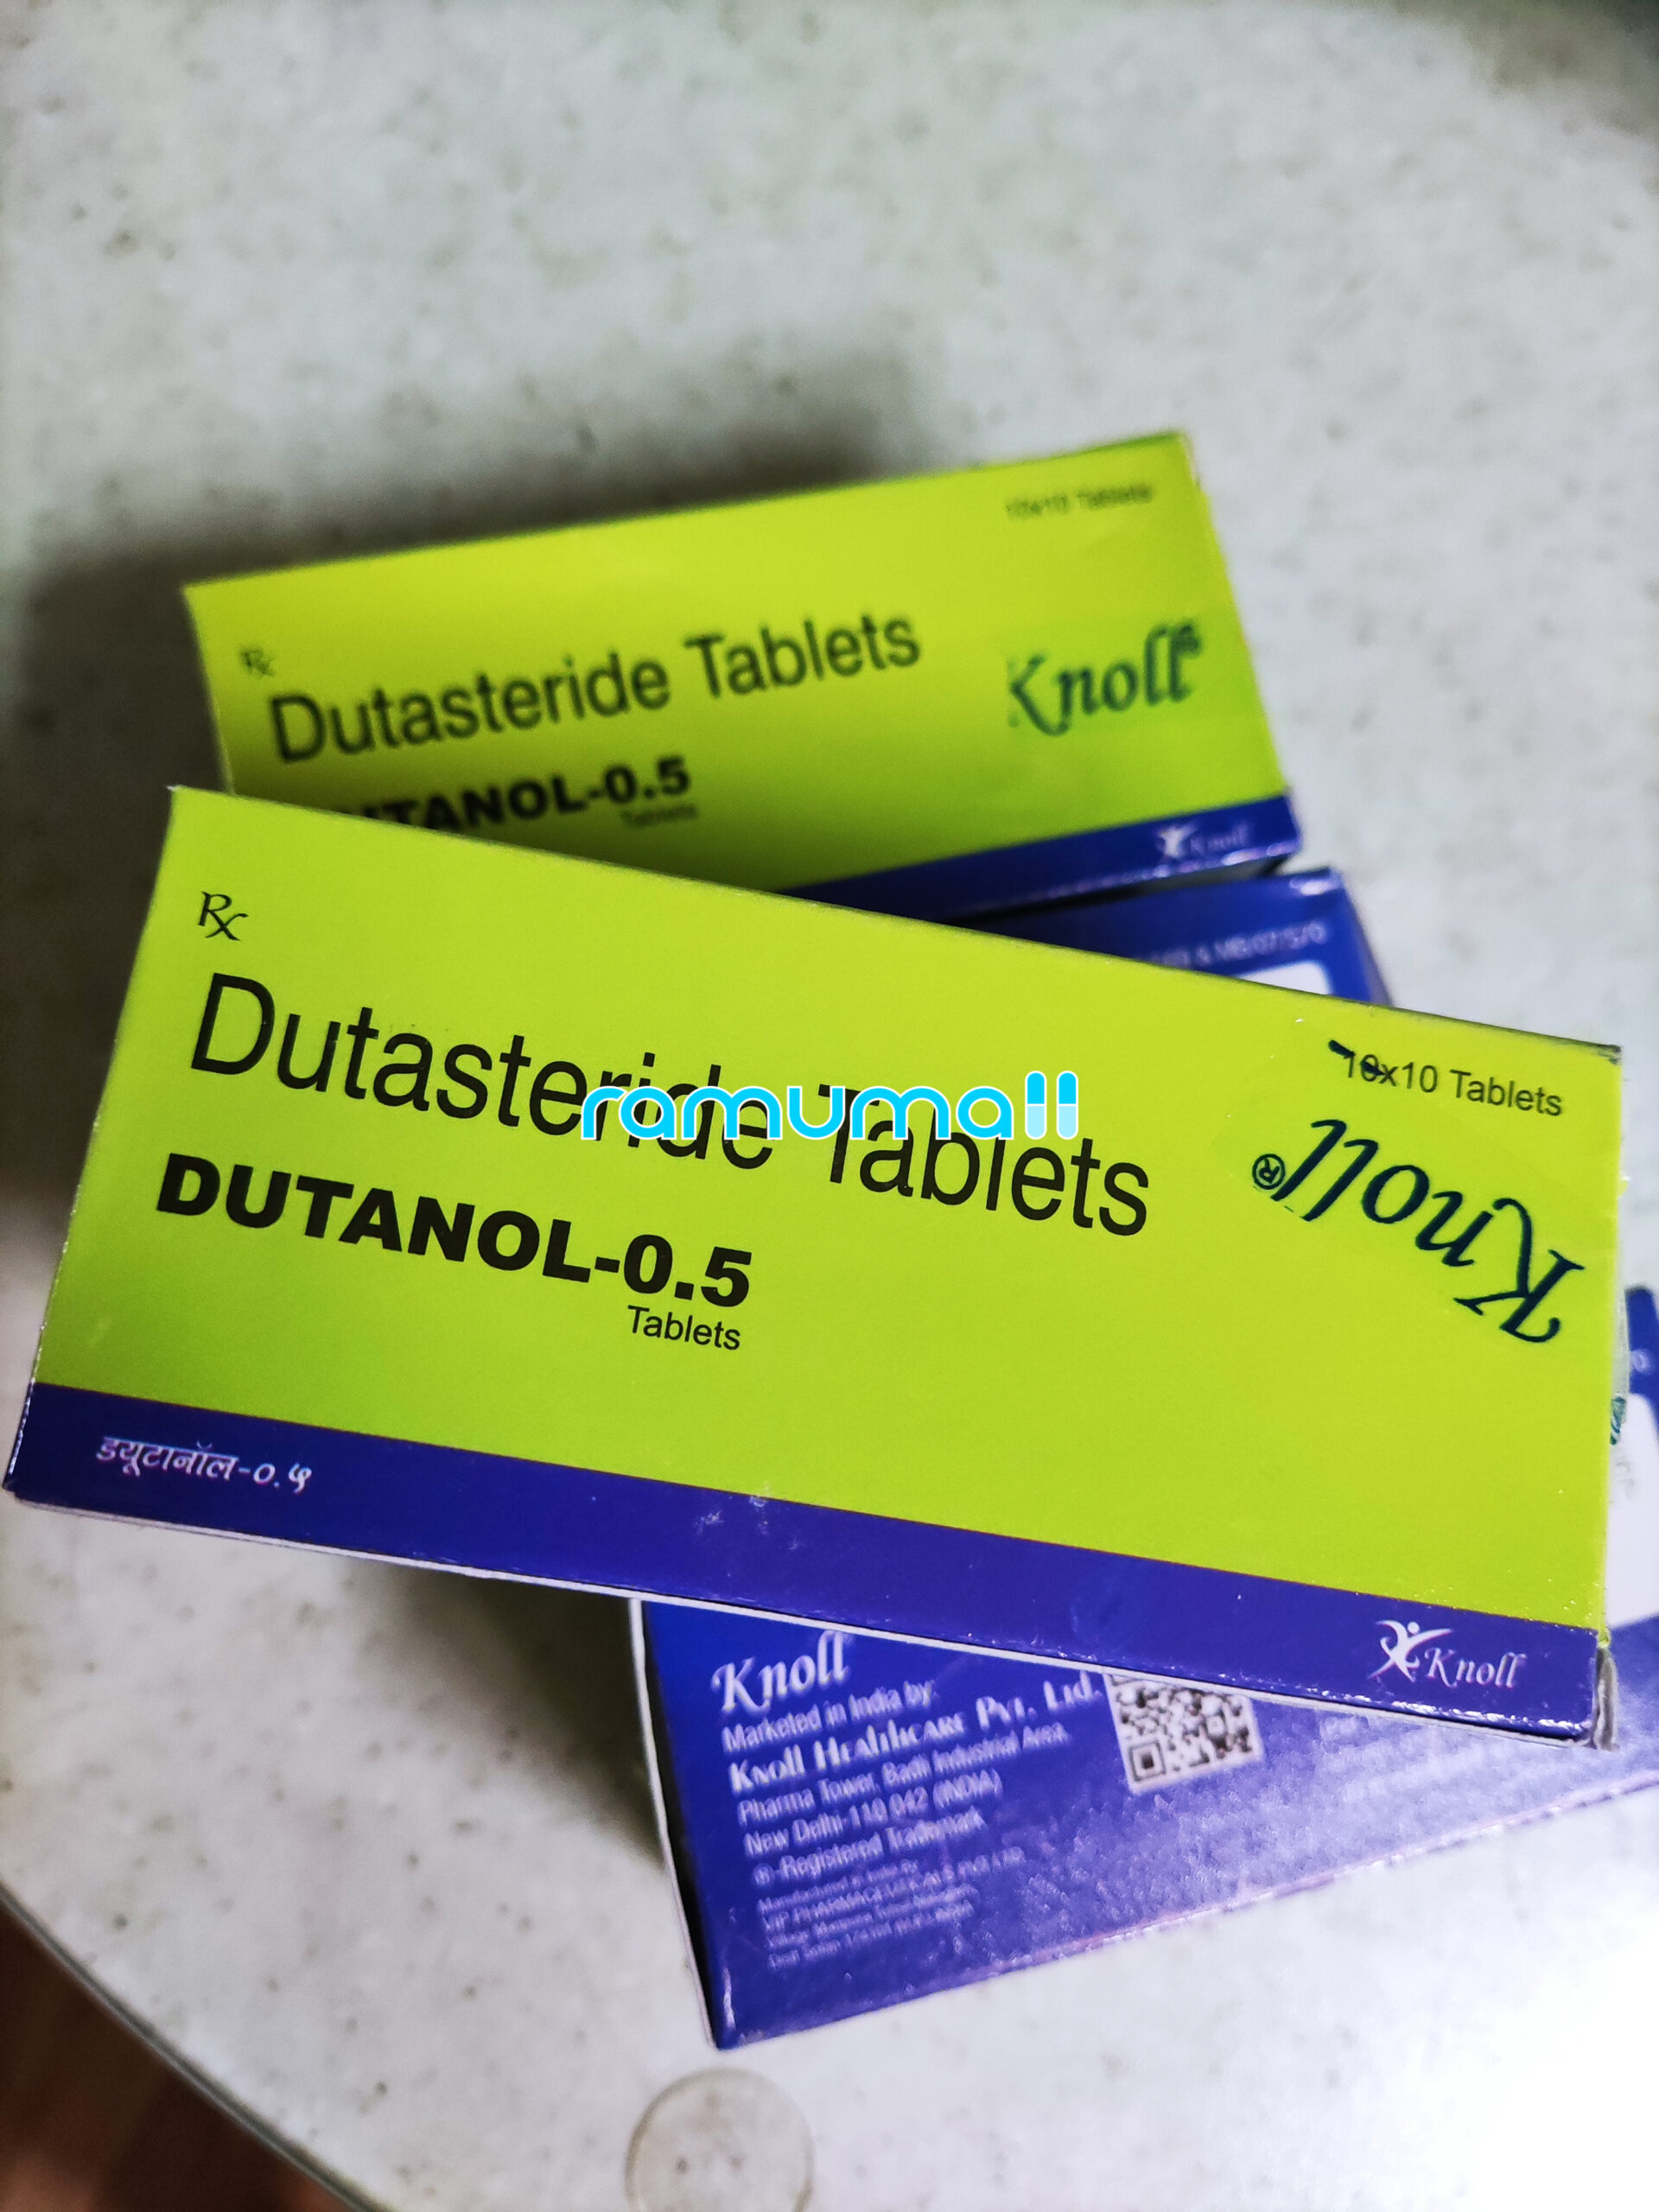 10x10 Tablets
Rx
Dutasteride Tablets
Knoll®
UTANOL-0.5
Tablets
Knoll
Rx
10x10 Tablets
Dutasteride Tablets
Knoll®
ramumall
DUTANOL-0.5
Tablets
डयूटानॉल-०.५
Knoll
Knoll
Marketed in India by:
Knoll Healthcare Pvt. Ltd.
Pharma Tower, Badli Industrial Area,
New Delhi-110 042 (INDIA)
®-Registered Trademark